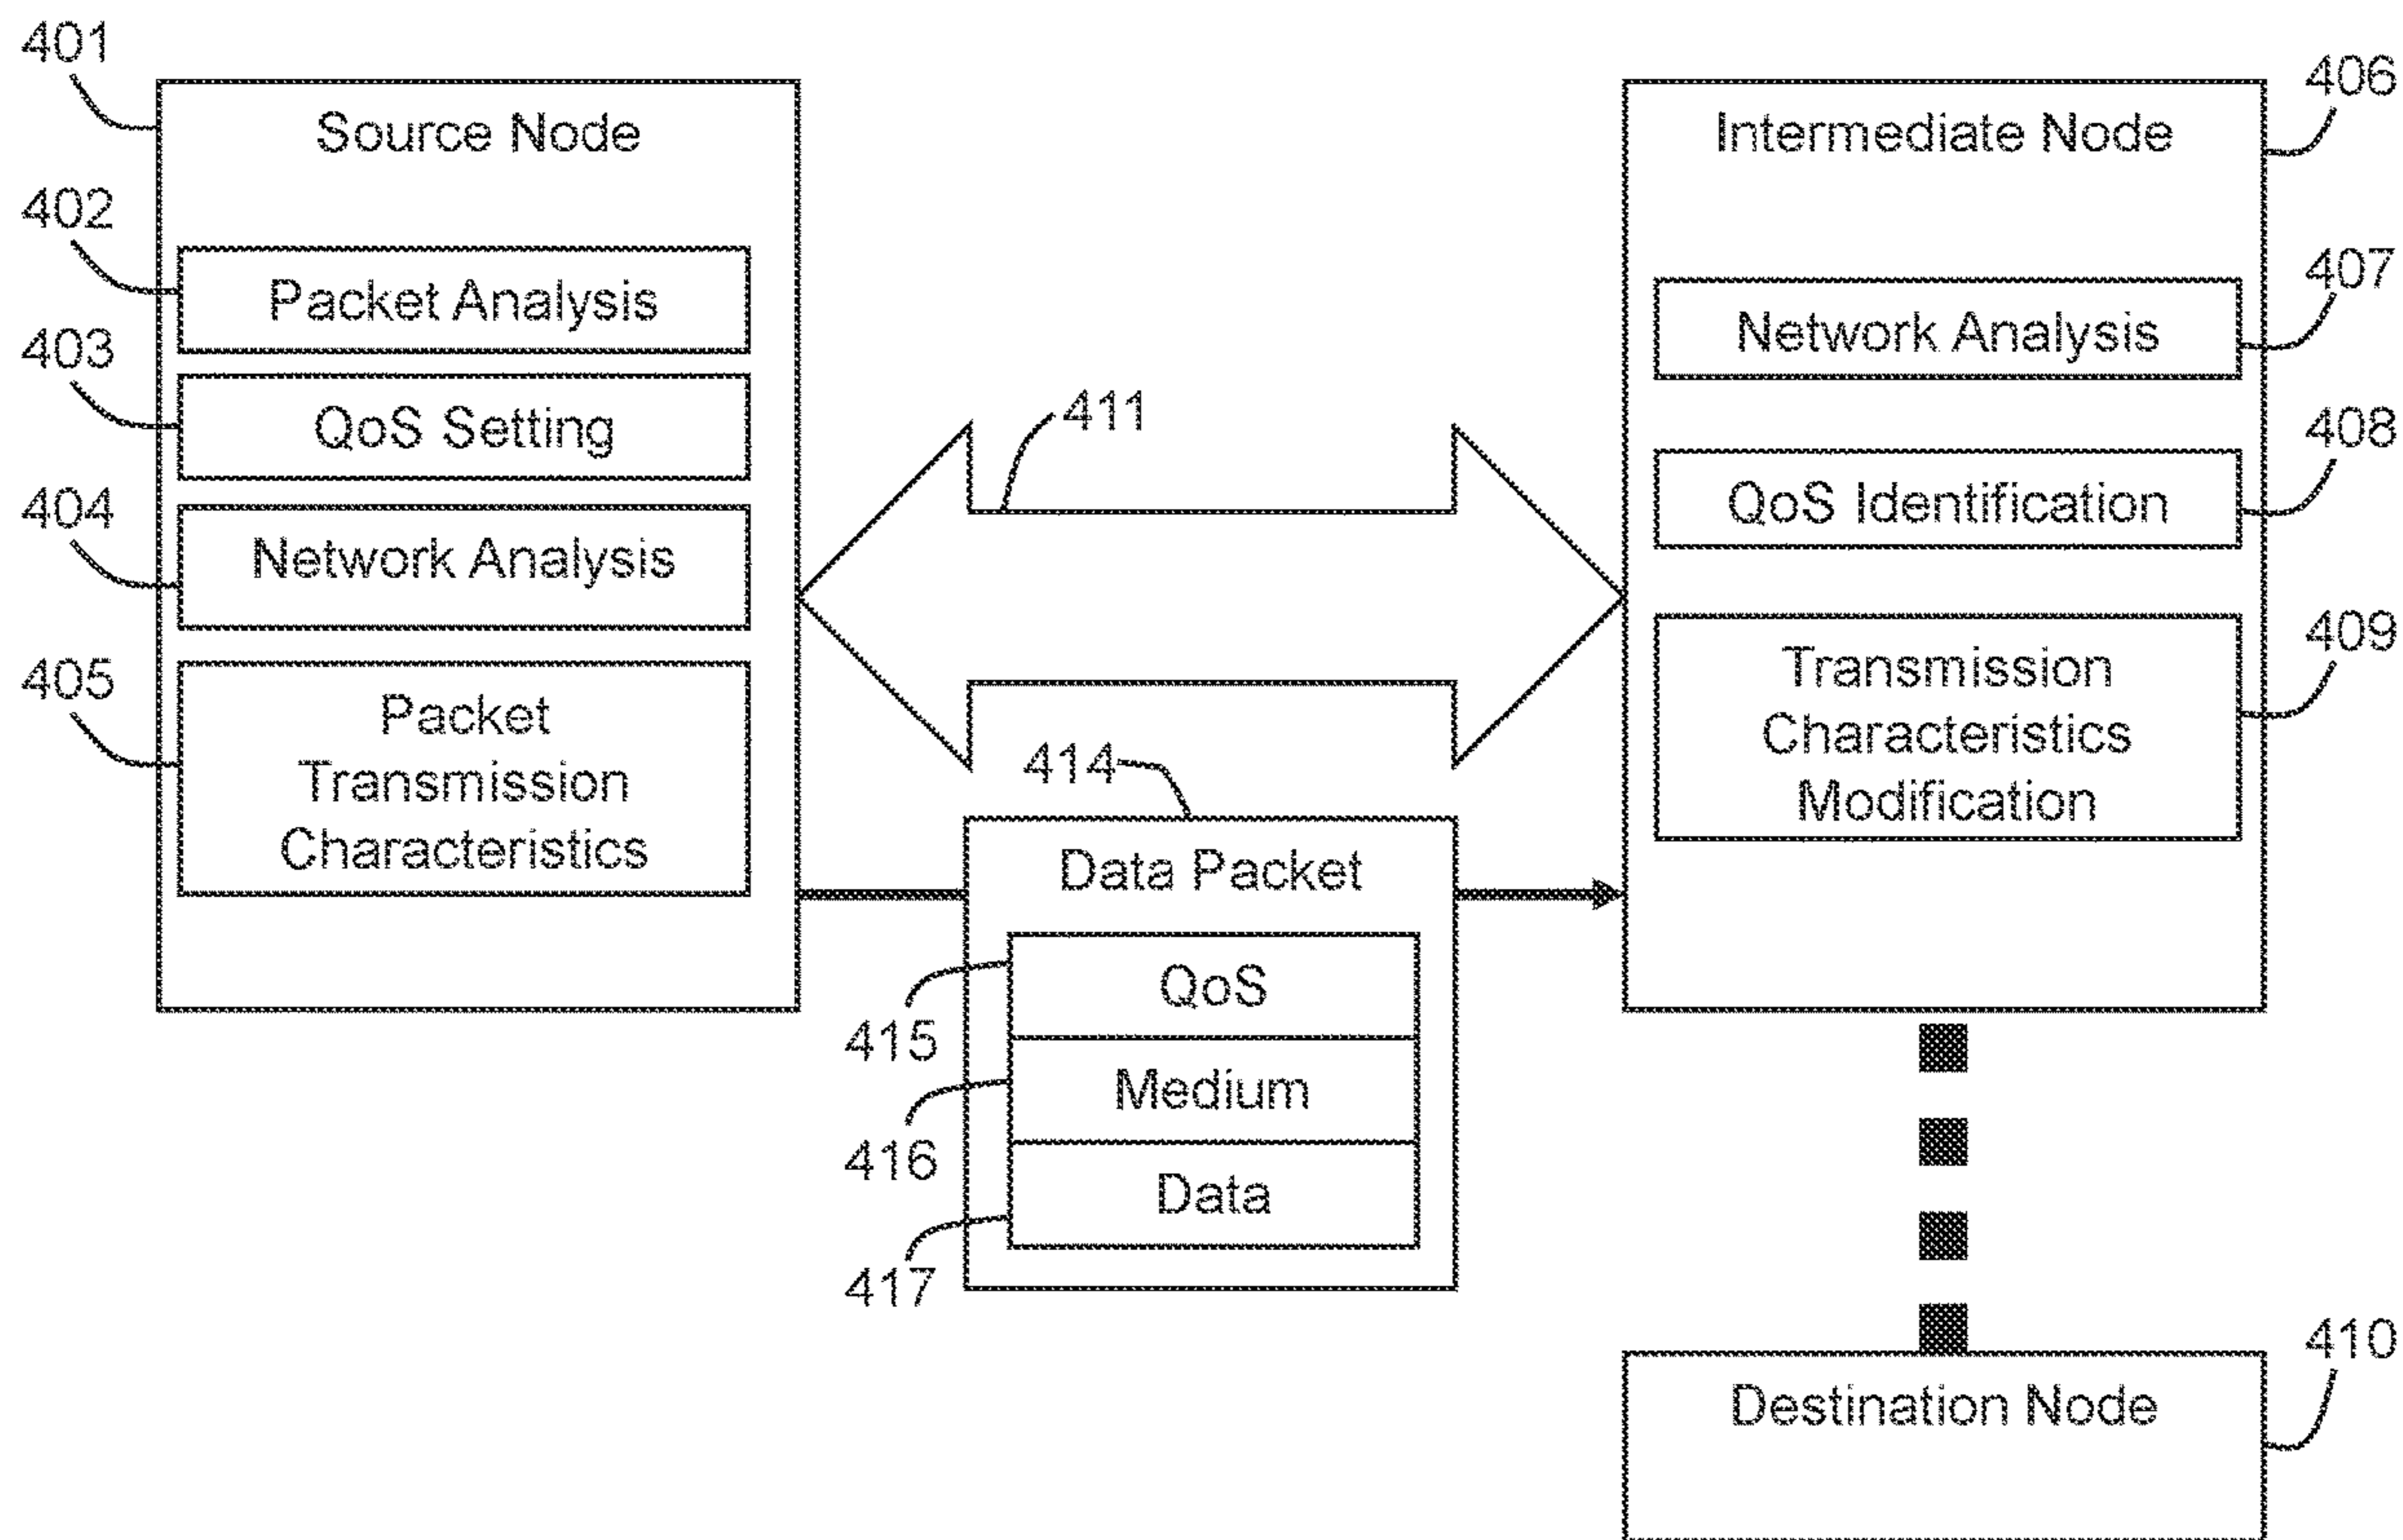 401
Source Node
402
Packet Analysis
403
QoS Setting
404
Network Analysis
405
Packet
Transmission
Characteristics
411
414
Data Packet
415
QoS
416
Medium
417
Data
406
Intermediate Node
407
Network Analysis
408
QoS Identification
409
Transmission
Characteristics
Modification
410
Destination Node